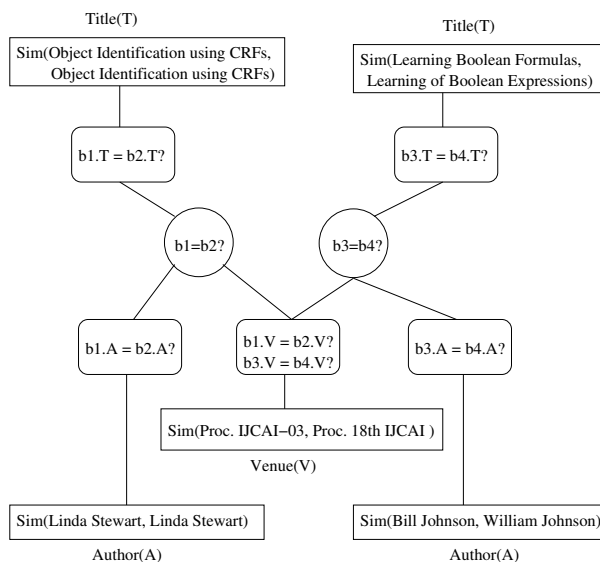 Title(T)
Title(T)
Sim(Object Identification using CRFs,
Object Identification using CRFs)
Sim(Learning Boolean Formulas,
Learning of Boolean Expressions)
b1.T = b2.T?
b3.T = b4.T?
b1=b2?
b3=b4?
b1.A = b2.A?
b1.V = b2.V?
b3.V = b4.V?
b3.A = b4.A?
Sim(Proc. IJCAI−03, Proc. 18th IJCAI )
Venue(V)
Sim(Linda Stewart, Linda Stewart)
Sim(Bill Johnson, William Johnson)
Author(A)
Author(A)